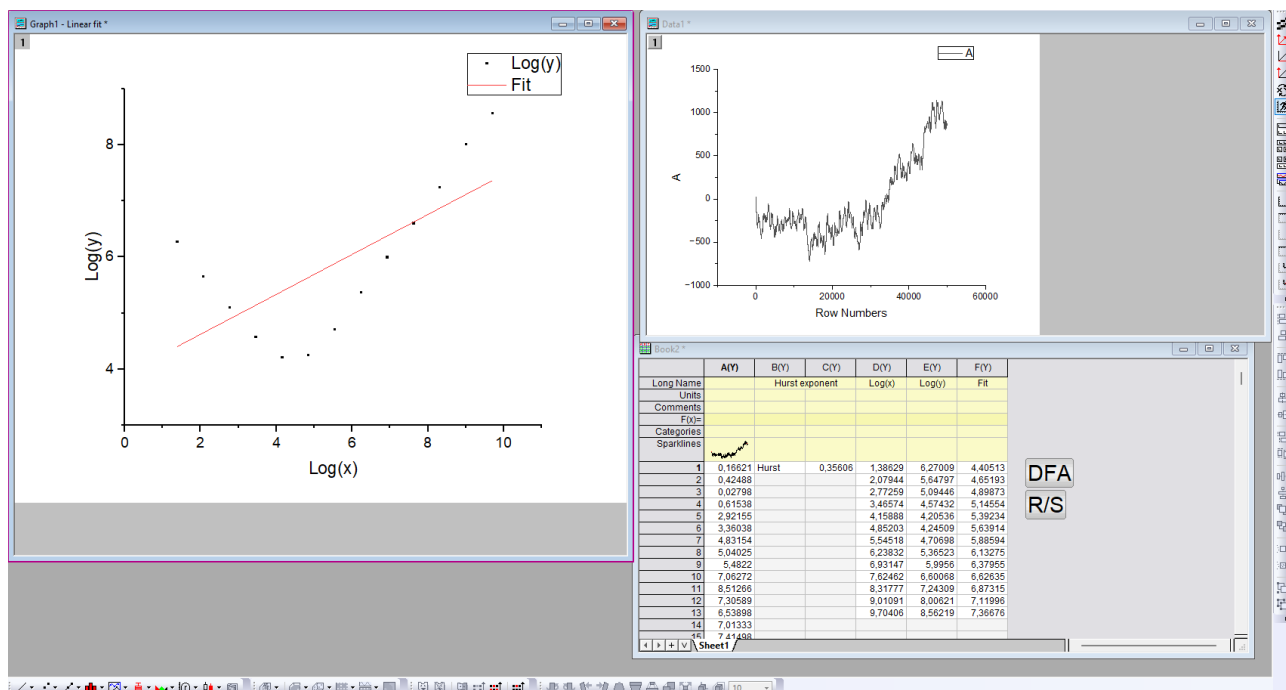 Graph1 - Linear fit *
1
Log(y)
Fit
8
6
4
Log(y)
0 2 4 6 8 10
Log(x)
Data1 *
1
A
1500
1000
500
0
−500
−1000
A
0 20000 40000 60000
Row Numbers
Book2 *
A(Y) B(Y) C(Y) D(Y) E(Y) F(Y)
Long Name Hurst exponent Log(x) Log(y) Fit
Units
Comments
F(x)=
Categories
Sparklines
1 0,16621 Hurst 0,35606 1,38629 6,27009 4,40513
2 0,42488 2,07944 5,64797 4,65193
3 0,02798 2,77259 5,09446 4,89873
4 0,61538 3,46574 4,57432 5,14554
5 2,92155 4,15888 4,20536 5,39234
6 3,36038 4,85203 4,24509 5,63914
7 4,83154 5,54518 4,70698 5,88594
8 5,04025 6,23832 5,36523 6,13275
9 5,4822 6,93147 5,9956 6,37955
10 7,06272 7,62462 6,60068 6,62635
11 8,51266 8,31777 7,24309 6,87315
12 7,30589 9,01091 8,00621 7,11996
13 6,53898 9,70406 8,56219 7,36676
14 7,01333
15 7,41498
DFA
R/S
Sheet1
10